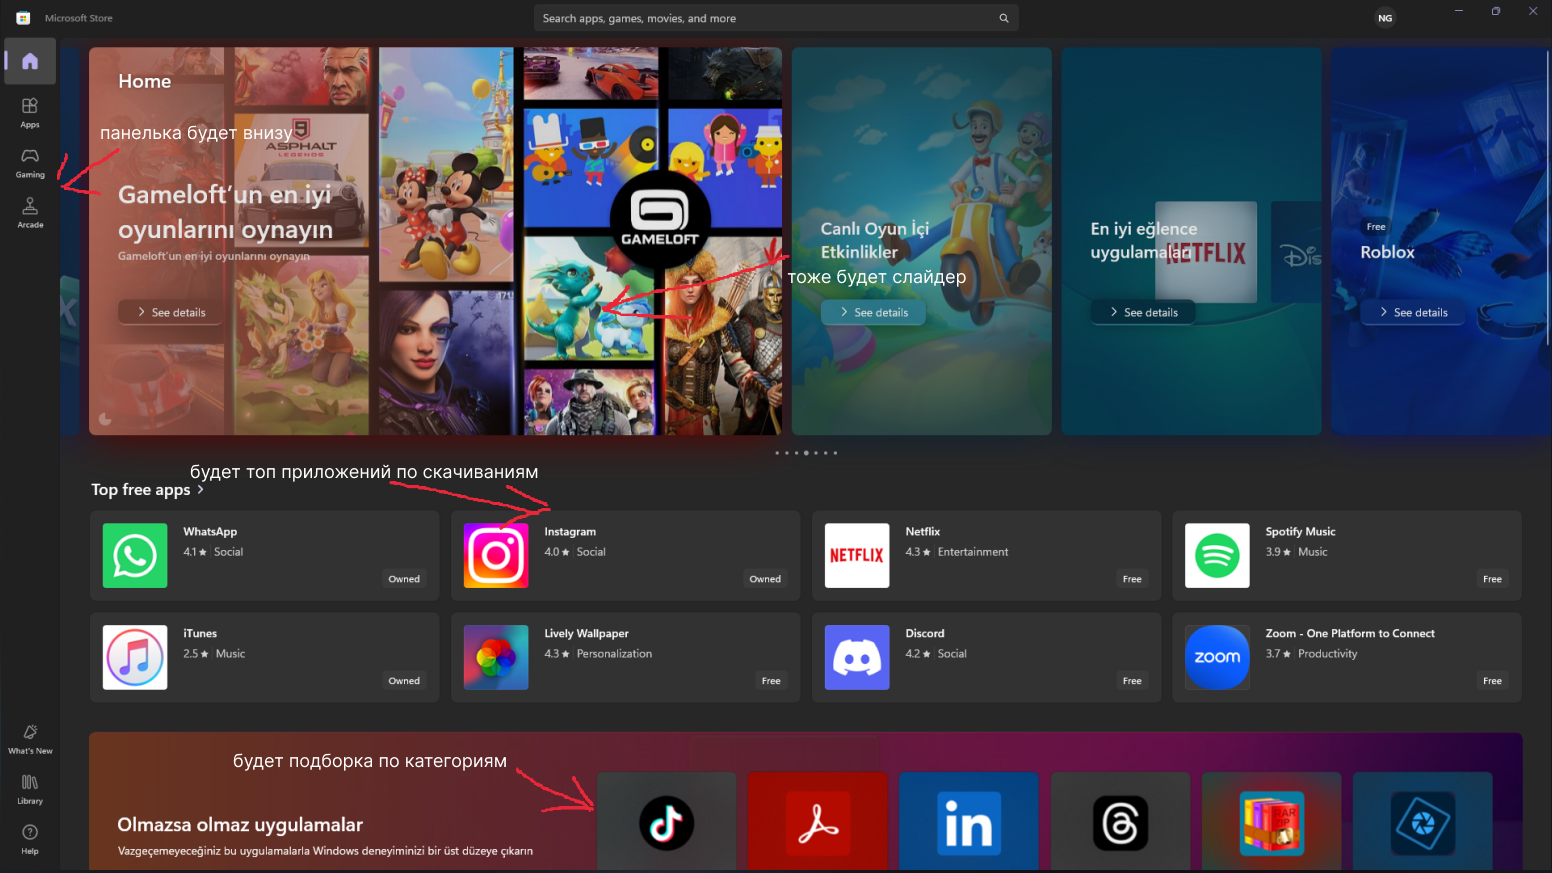 Microsoft Store
Search apps, games, movies, and more
NG
Home
Apps
Gaming
Arcade
What's New
Library
Help
панелька будет внизу
9
ASPHALT
LEGENDS
Gameloft'un en iyi
oyunlarını oynayın
Gameloft'un en iyi oyunlarını oynayın
See details
GAMELOFT
тоже будет слайдер
Canlı Oyun İçi
Etkinlikler
See details
En iyi eğlence
uygulamaları
NETFLIX
See details
Free
Roblox
See details
будет топ приложений по скачиваниям
Top free apps
WhatsApp
4.1 ★ Social
Owned
Instagram
4.0 ★ Social
Owned
NETFLIX
Netflix
4.3 ★ Entertainment
Free
Spotify Music
3.9 ★ Music
Free
iTunes
2.5 ★ Music
Owned
Lively Wallpaper
4.3 ★ Personalization
Free
Discord
4.2 ★ Social
Free
zoom
Zoom - One Platform to Connect
3.7 ★ Productivity
Free
будет подборка по категориям
Olmazsa olmaz uygulamalar
Vazgeçemeyeceğiniz bu uygulamalarla Windows deneyiminizi bir üst düzeye çıkarın
in
RAR
ZIP